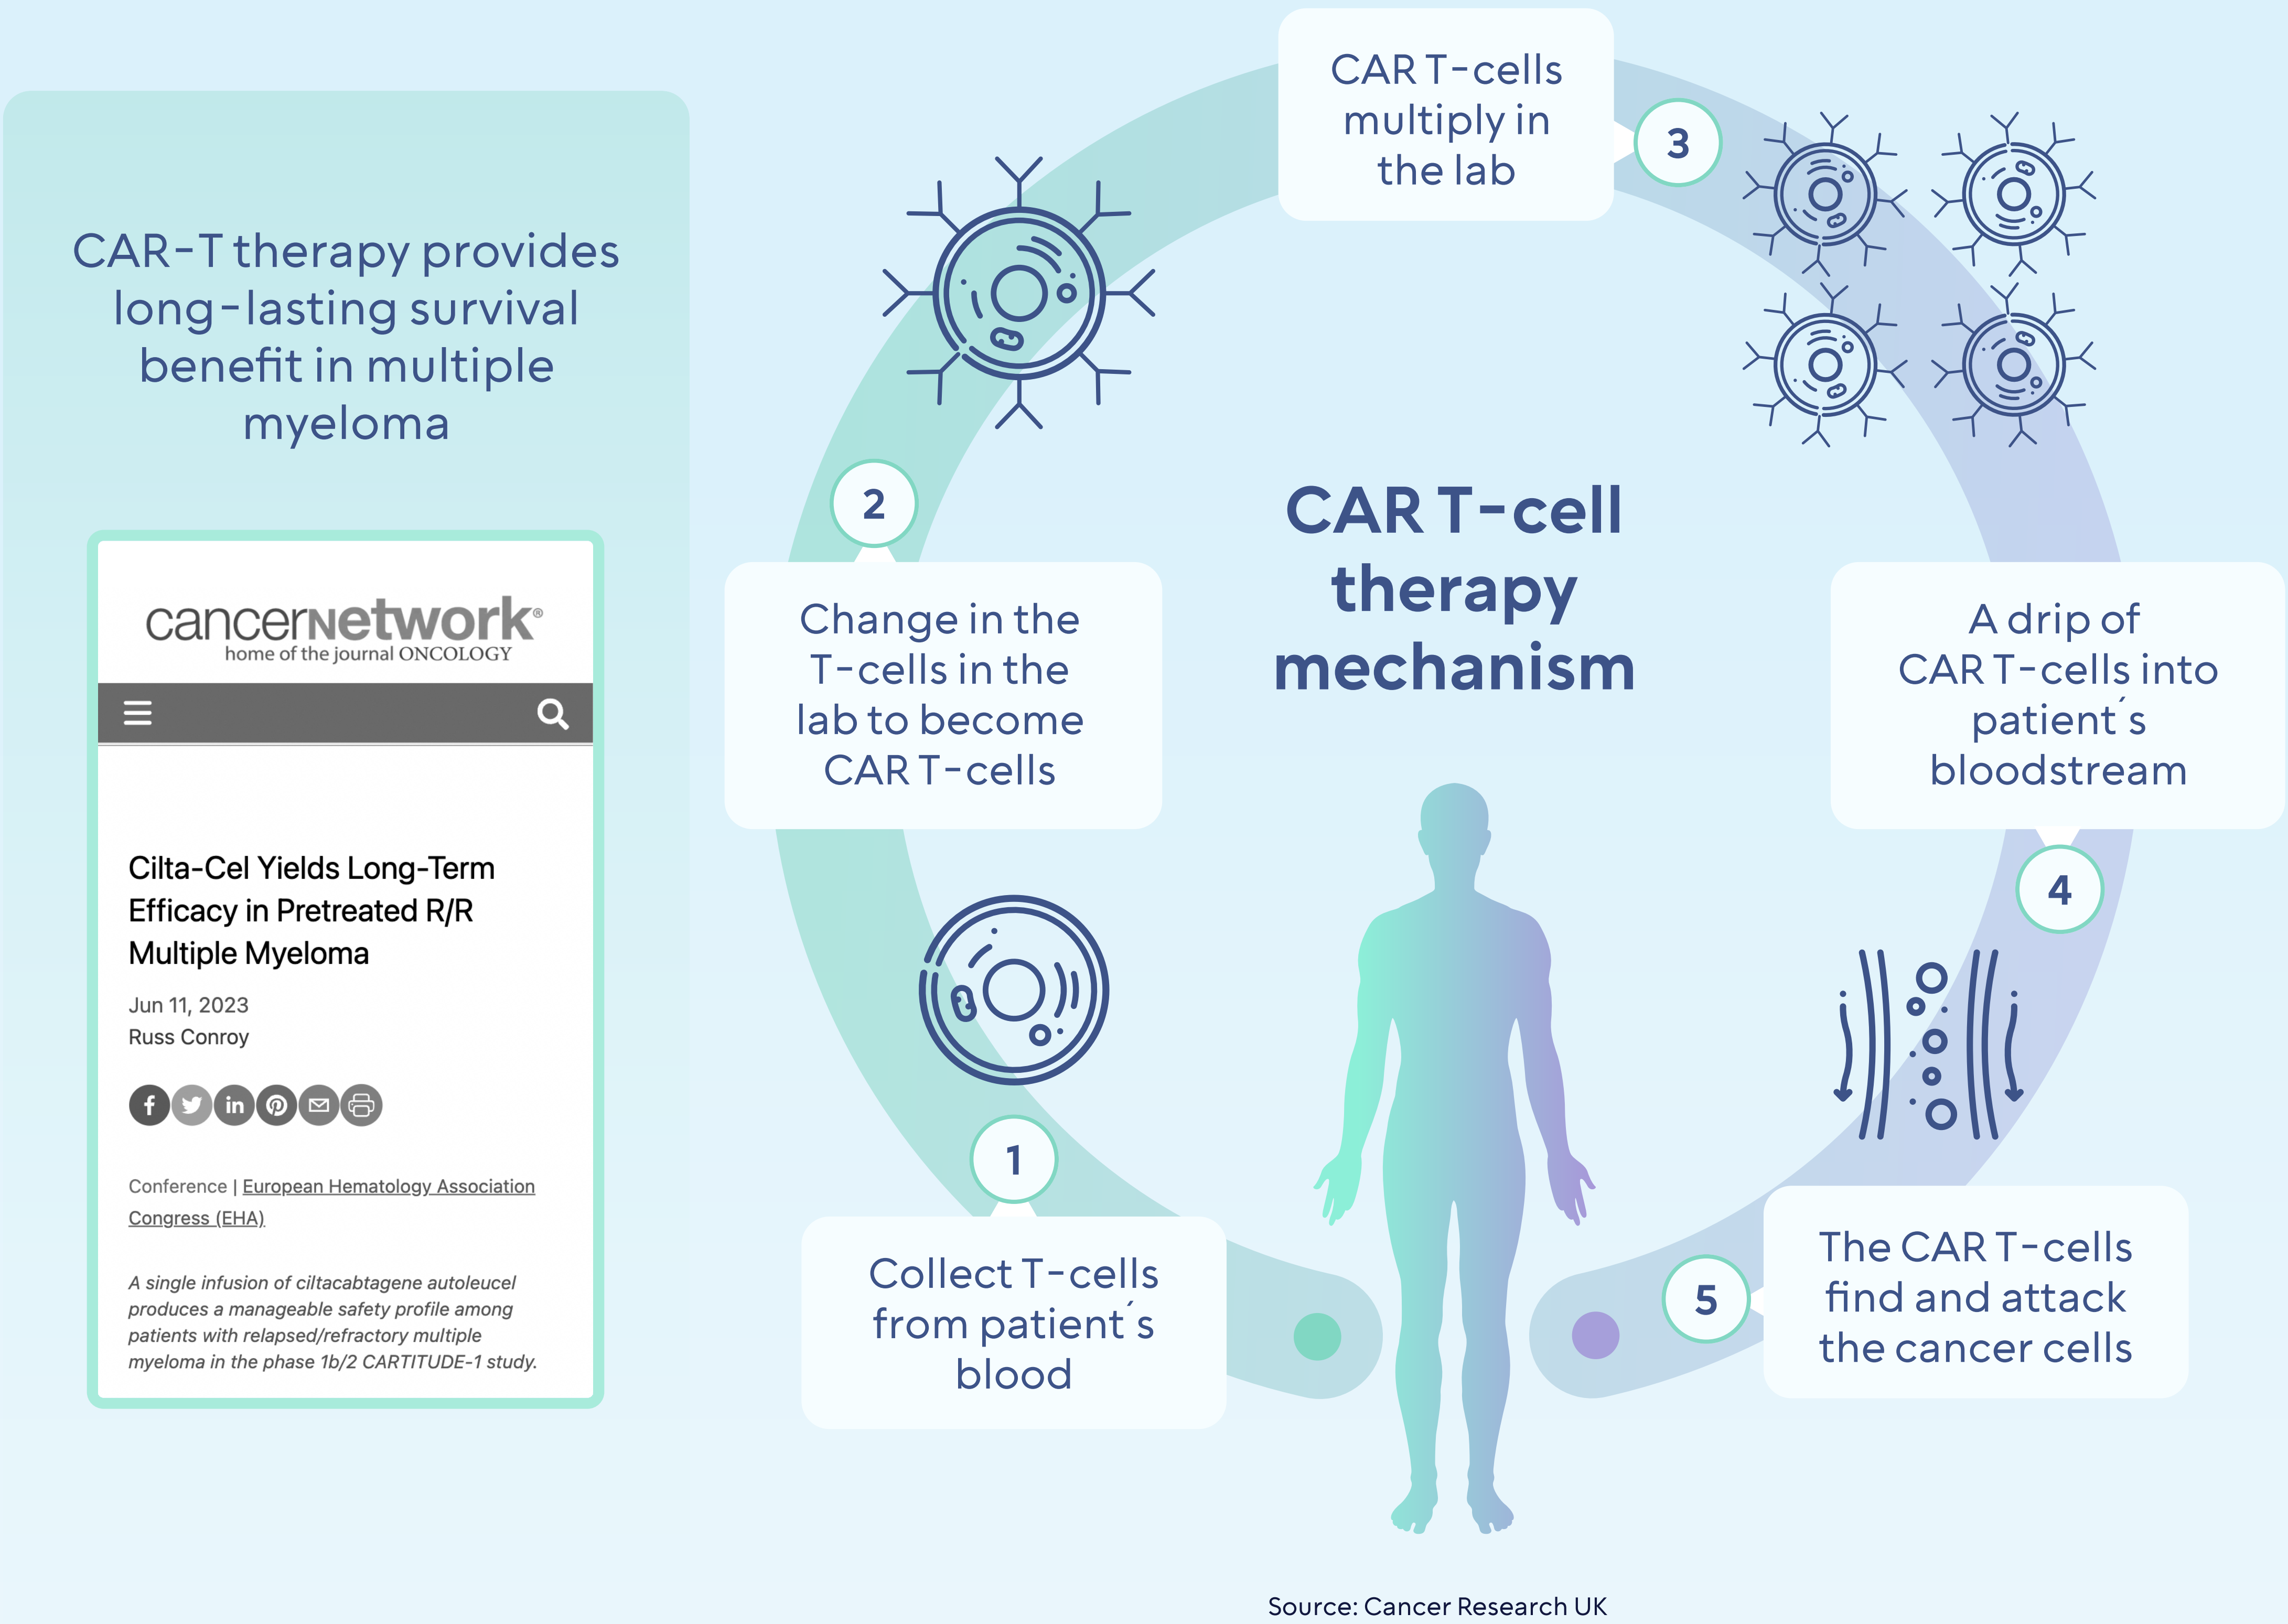 CAR-T therapy provides
long-lasting survival
benefit in multiple
myeloma
cancerNetwork®
home of the journal ONCOLOGY
Cilta-Cel Yields Long-Term
Efficacy in Pretreated R/R
Multiple Myeloma
Jun 11, 2023
Russ Conroy
f
in
Conference | European Hematology Association
Congress (EHA)
A single infusion of ciltacabtagene autoleucel
produces a manageable safety profile among
patients with relapsed/refractory multiple
myeloma in the phase 1b/2 CARTITUDE-1 study.
CAR T-cell
therapy
mechanism
1
Collect T-cells
from patient´s
blood
2
Change in the
T-cells in the
lab to become
CAR T-cells
CAR T-cells
multiply in
the lab
3
A drip of
CAR T-cells into
patient´s
bloodstream
4
5
The CAR T-cells
find and attack
the cancer cells
Source: Cancer Research UK